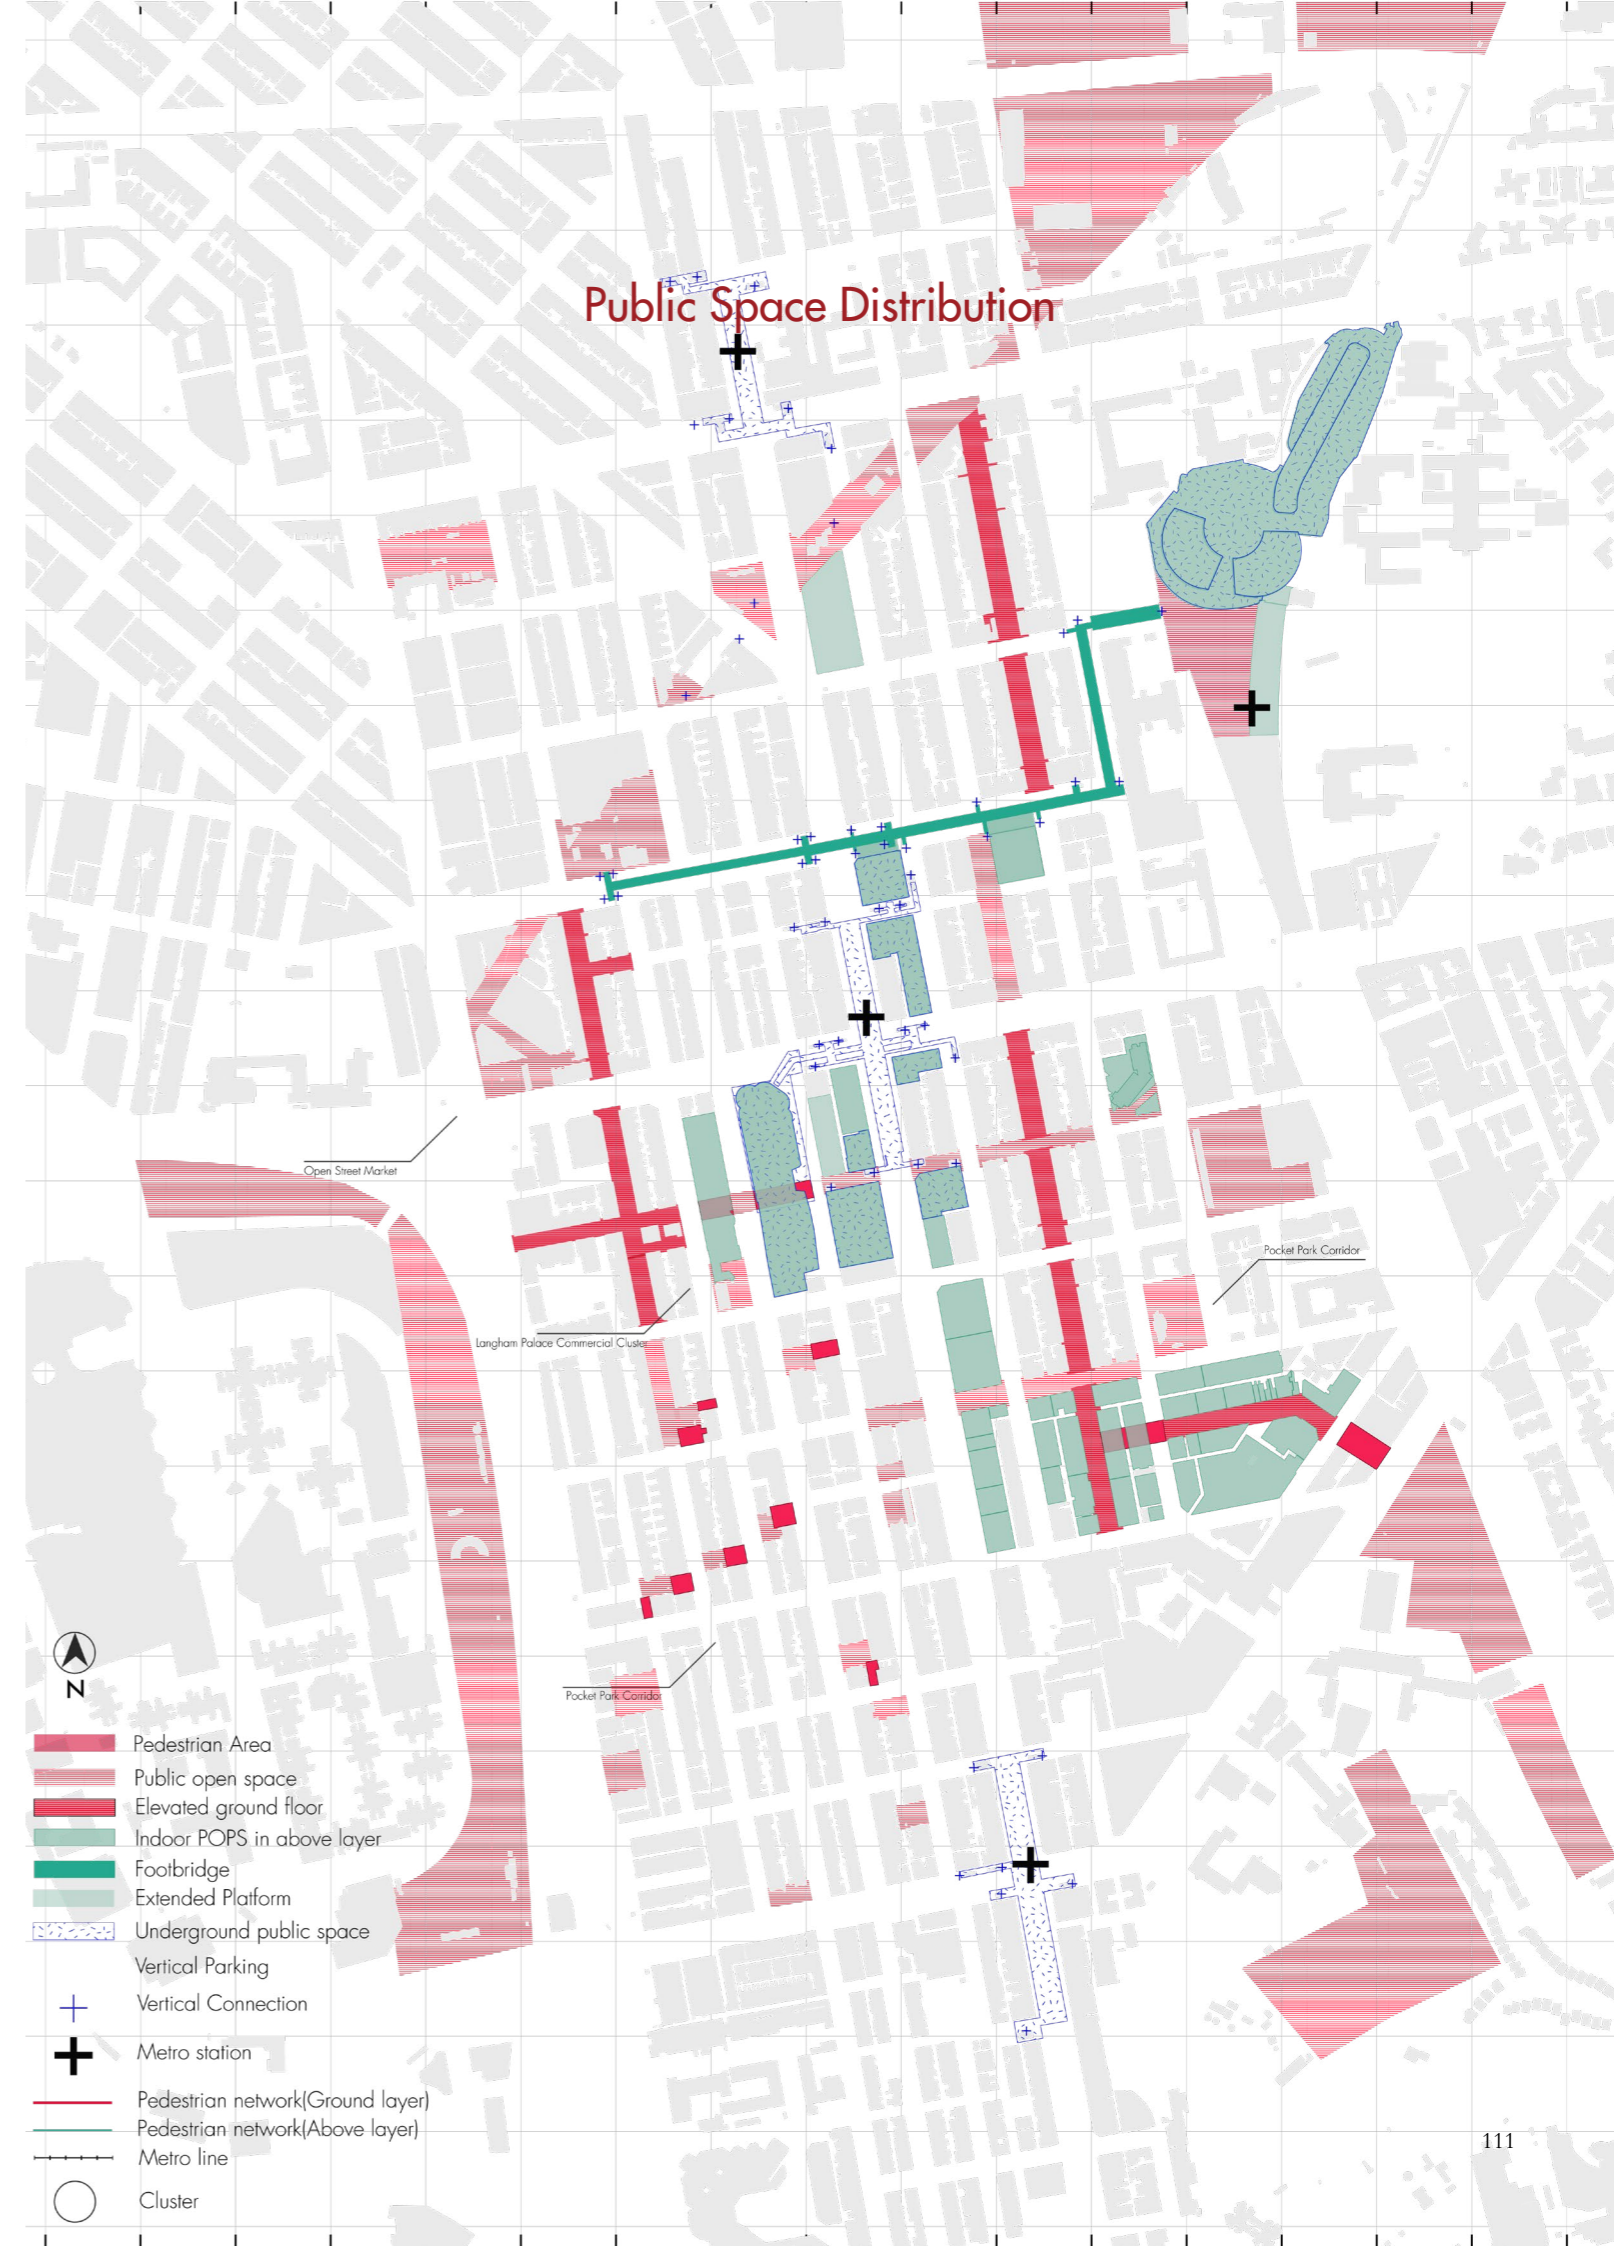 Public Space Distribution
Open Street Market
Pocket Park Corridor
Langham Palace Commercial Cluster
Pocket Park Corridor
N
Pedestrian Area
Public open space
Elevated ground floor
Indoor POPS in above layer
Footbridge
Extended Platform
Underground public space
Vertical Parking
Vertical Connection
Metro station
Pedestrian network(Ground layer)
Pedestrian network(Above layer)
Metro line
Cluster
111